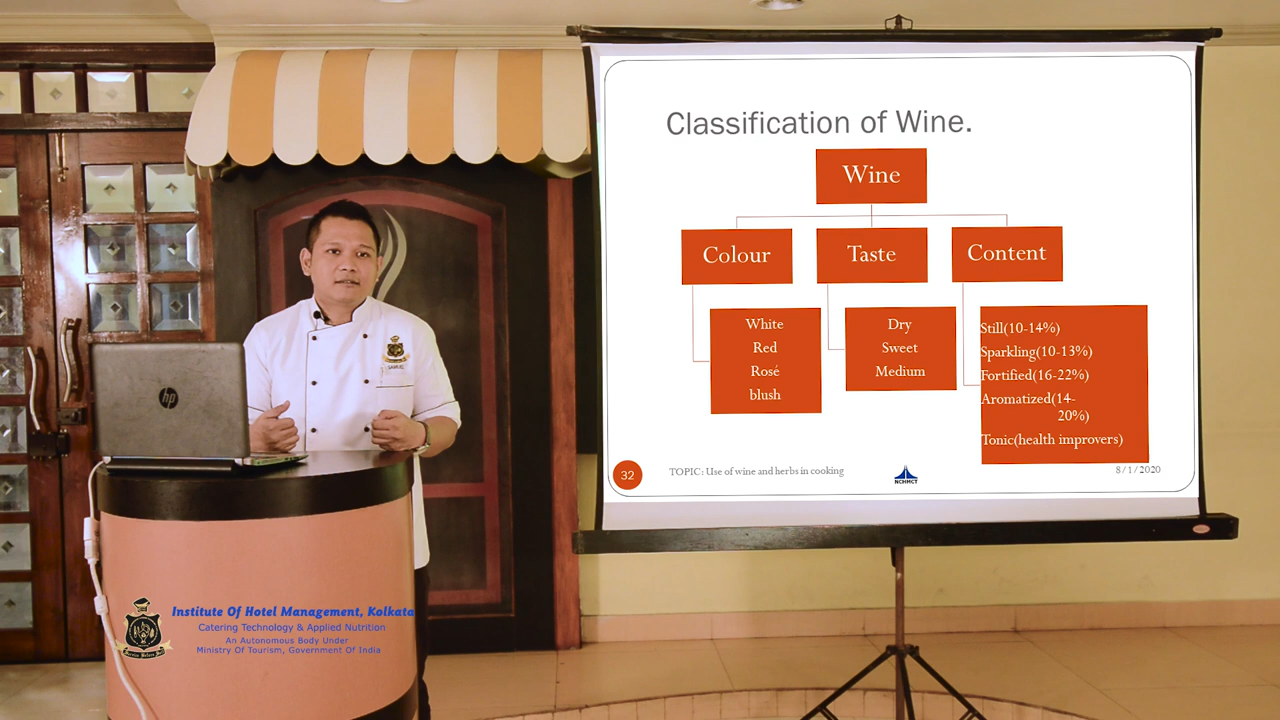 Classification of Wine.
Wine
Colour
Taste
Content
White
Red
Rosé
blush
Dry
Sweet
Medium
Still(10-14%)
Sparkling(10-13%)
Fortified(16-22%)
Aromatized(14-
20%)
Tonic(health improvers)
32
TOPIC: Use of wine and herbs in cooking
NCHMCT
8/1/2020
hp
SAMUEL
Institute Of Hotel Management, Kolkata
Catering Technology & Applied Nutrition
An Autonomous Body Under
Ministry Of Tourism, Government Of India